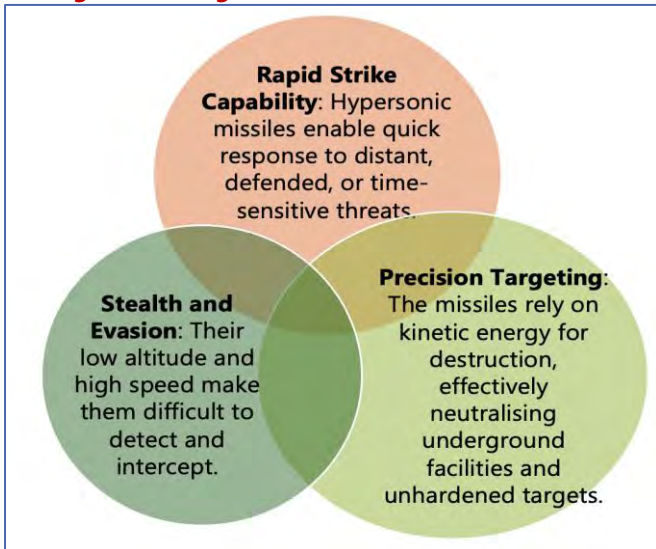 Rapid Strike
Capability: Hypersonic
missiles enable quick
response to distant,
defended, or time-
sensitive threats.
Stealth and
Evasion: Their
low altitude and
high speed make
them difficult to
detect and
intercept.
Precision Targeting:
The missiles rely on
kinetic energy for
destruction,
effectively
neutralising
underground
facilities and
unhardened targets.